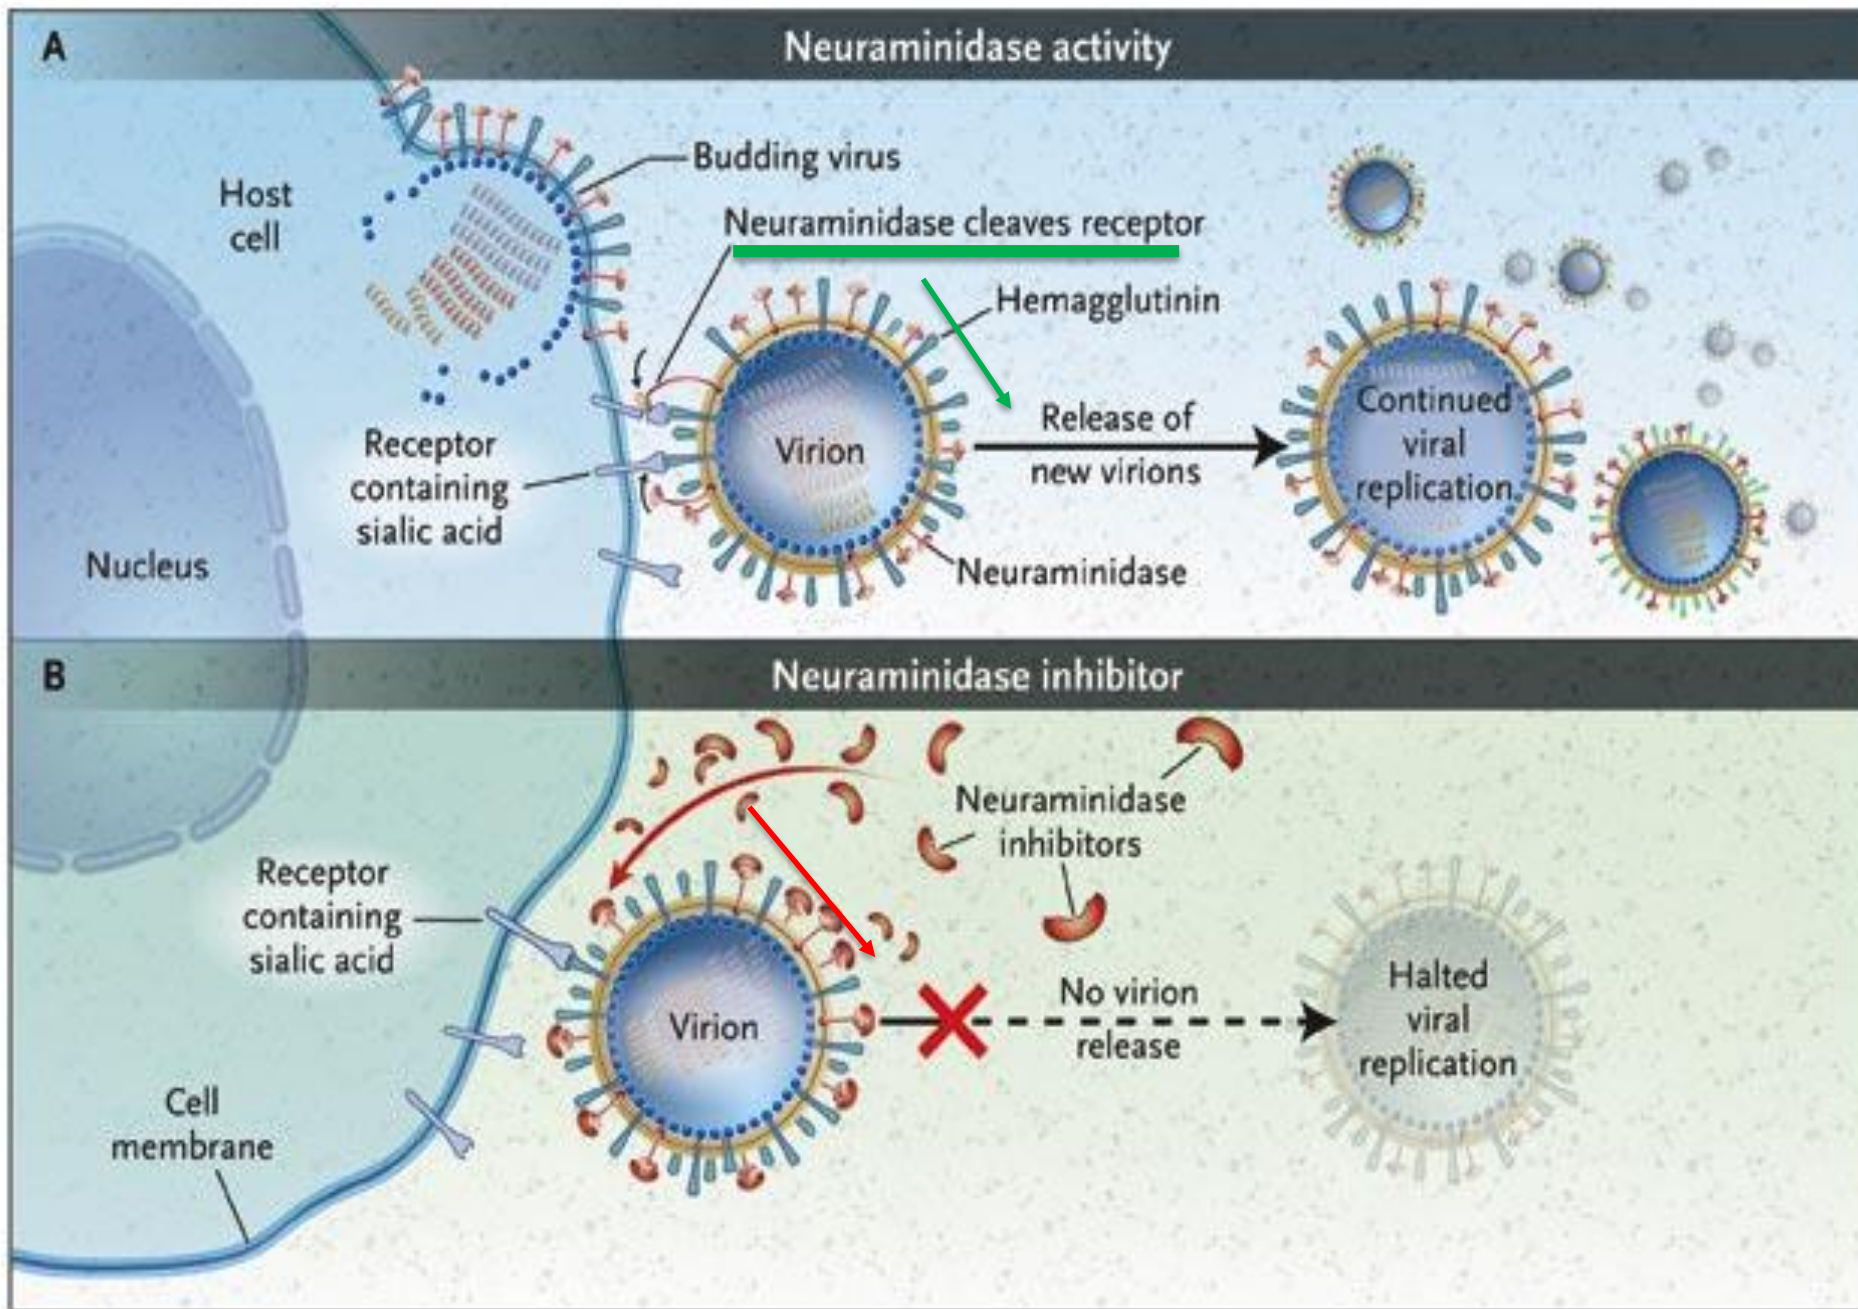 A
Neuraminidase activity
Budding virus
Host
cell
Neuraminidase cleaves receptor
Hemagglutinin
Receptor
containing
sialic acid
Virion
Release of
new virions
Continued
viral
replication
Nucleus
Neuraminidase
B
Neuraminidase inhibitor
Neuraminidase
inhibitors
Receptor
containing
sialic acid
Virion
No virion
release
Halted
viral
replication
Cell
membrane